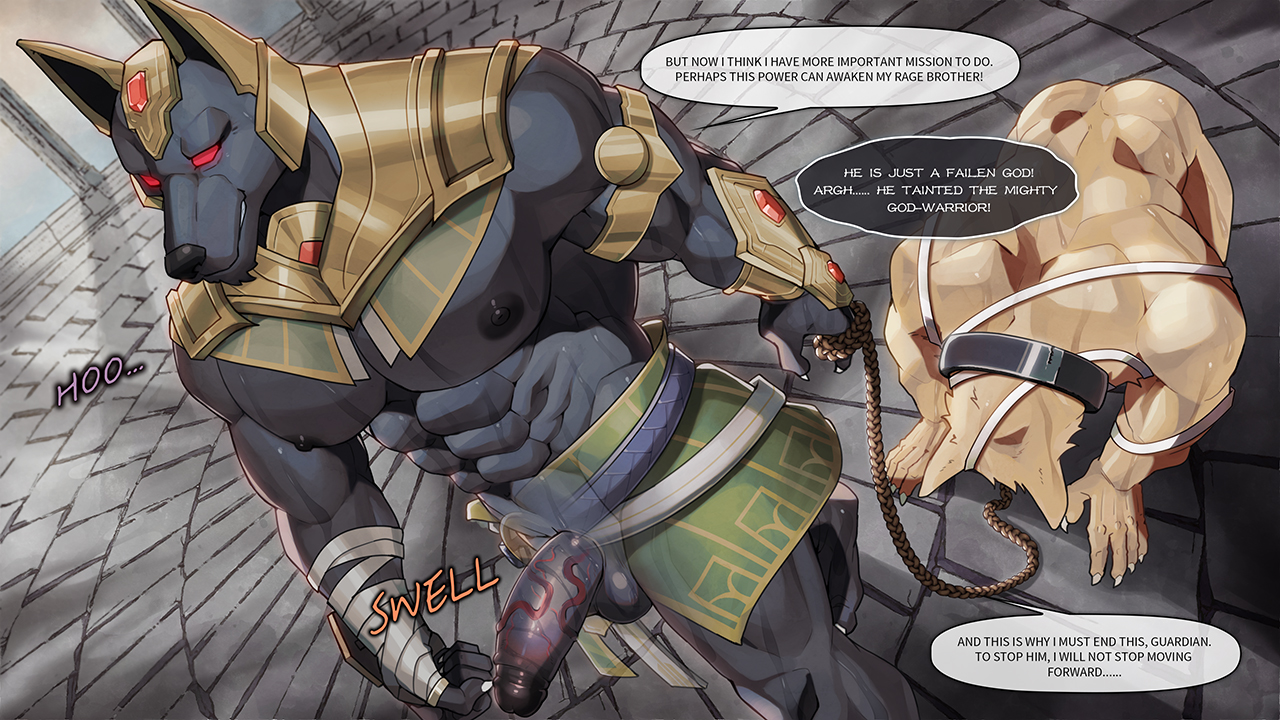 BUT NOW I THINK I HAVE MORE IMPORTANT MISSION TO DO.
PERHAPS THIS POWER CAN AWAKEN MY RAGE BROTHER!
HE IS JUST A FAILEN GOD!
ARGH...... HE TAINTED THE MIGHTY
GOD-WARRIOR!
HOO...
SWELL
AND THIS IS WHY I MUST END THIS, GUARDIAN.
TO STOP HIM, I WILL NOT STOP MOVING
FORWARD......